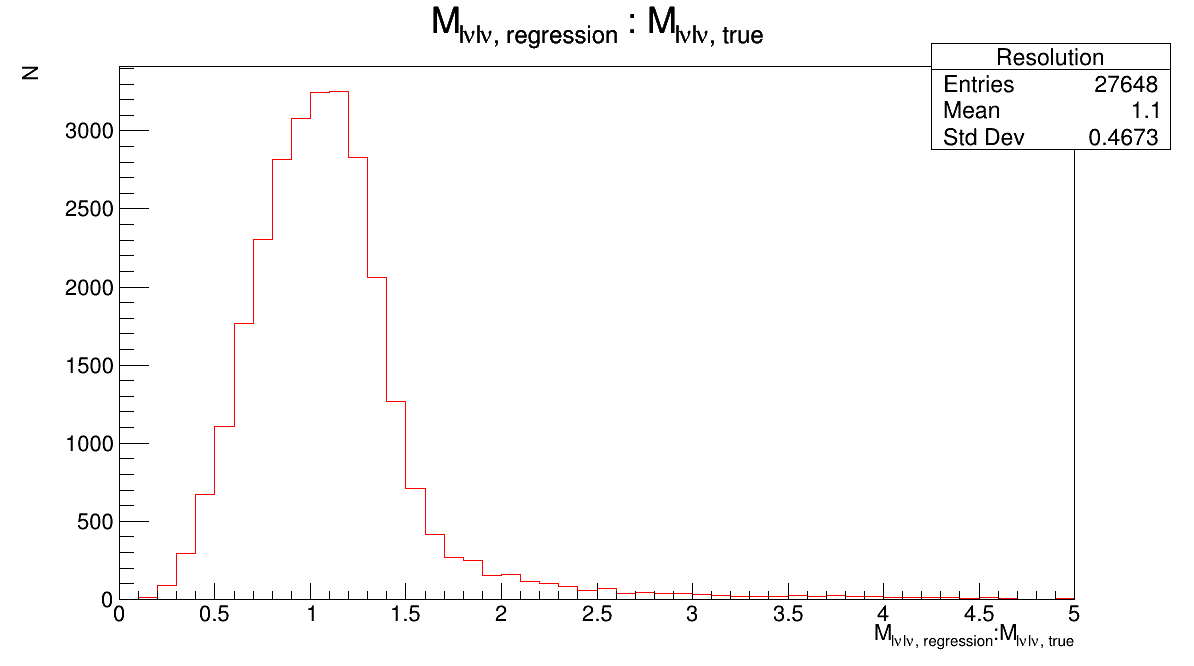 M_lνlν, regression : M_lνlν, true
N
Resolution
Entries 27648
Mean 1.1
Std Dev 0.4673
3000
2500
2000
1500
1000
500
0
0 0.5 1 1.5 2 2.5 3 3.5 4 4.5 5
M_lνlν, regression:M_lνlν, true